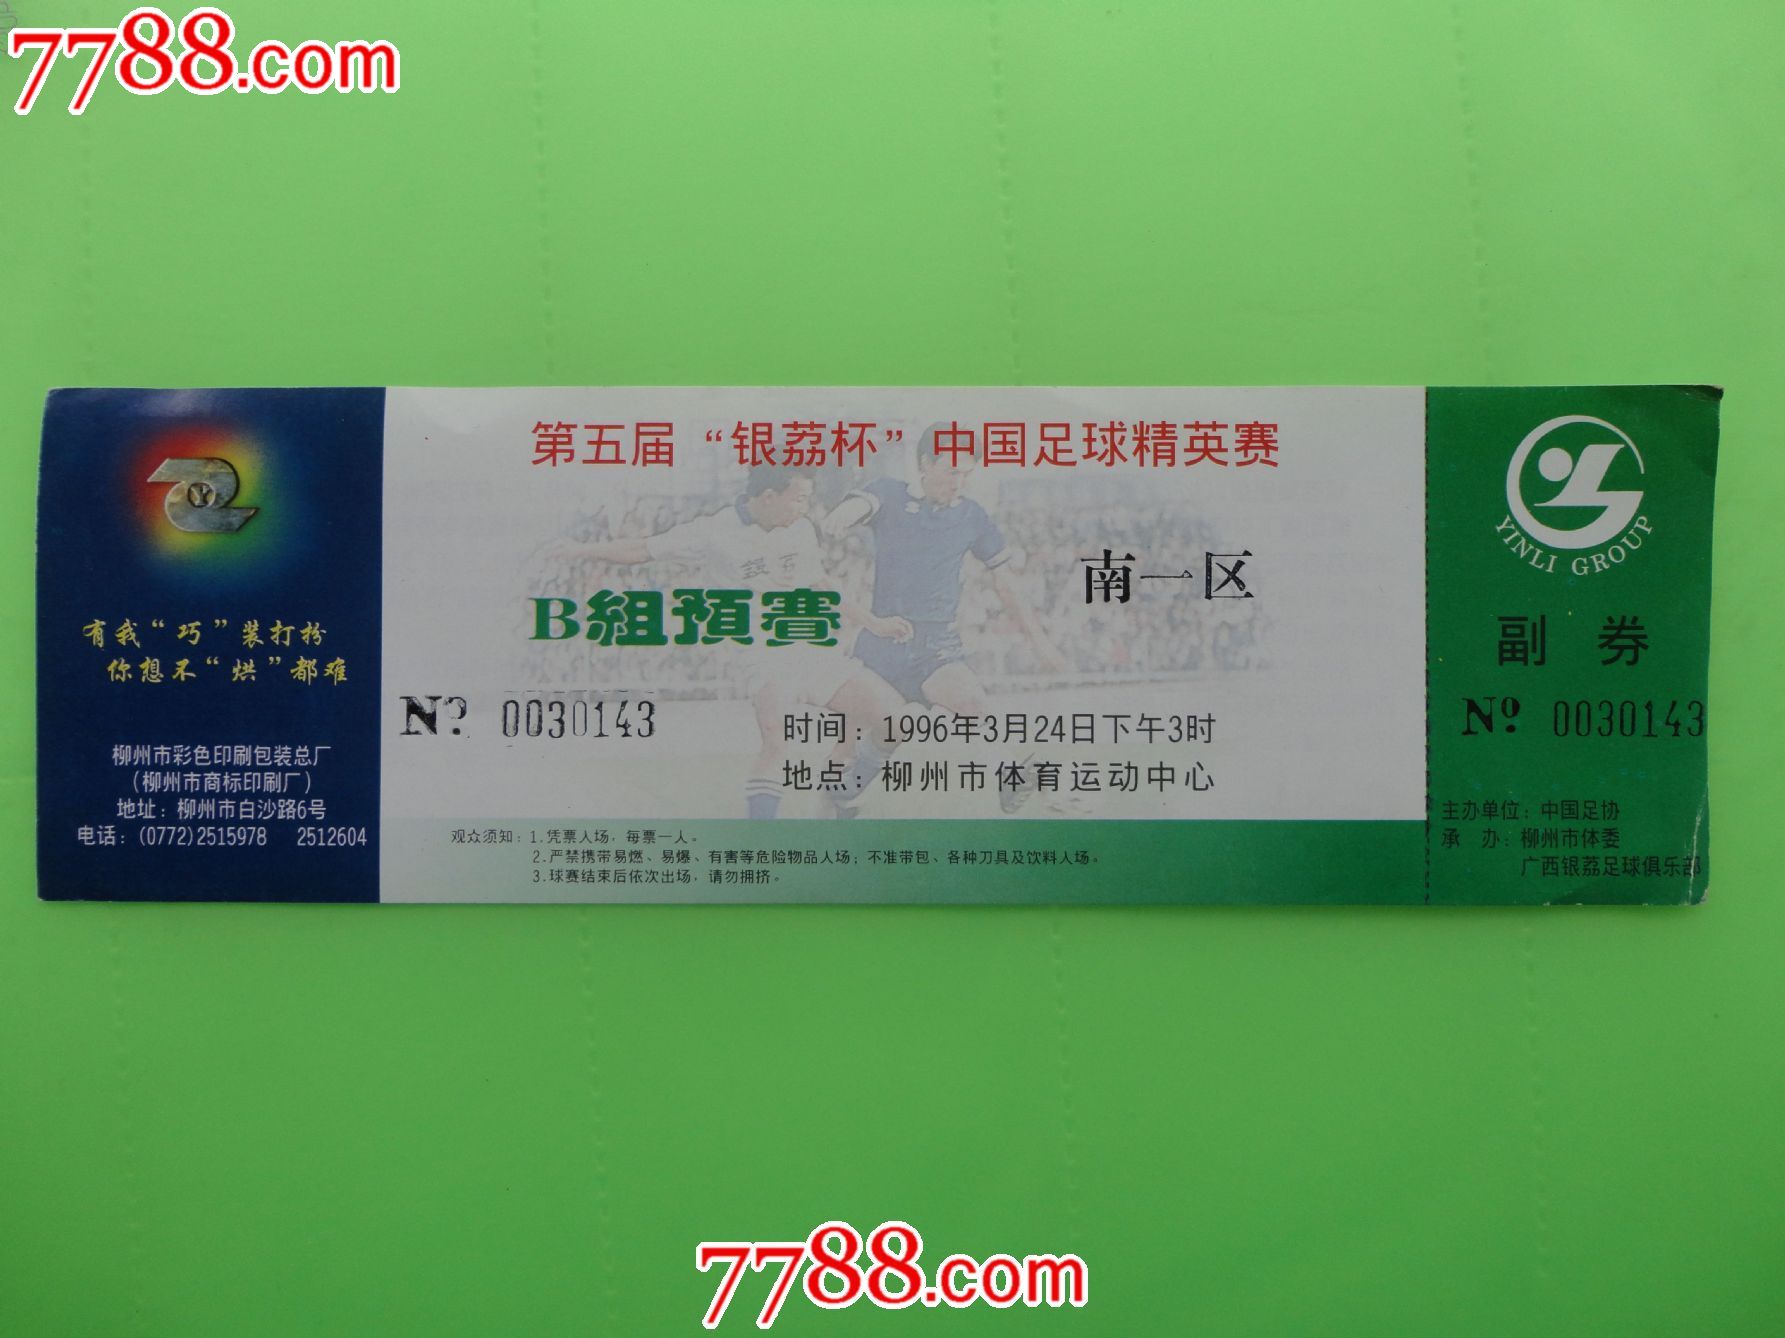 7788.com
有我“巧”装打扮
你想不“烘”都难
柳州市彩色印刷包装总厂
(柳州市商标印刷厂)
地址：柳州市白沙路6号
电话：(0772)2515978 2512604
第五届“银荔杯”中国足球精英赛
南一区
B組預賽
№ 0030143
时间：1996年3月24日下午3时
地点：柳州市体育运动中心
观众须知：1.凭票入场，每票一人。
2.严禁携带易燃、易爆、有害等危险物品入场；不准带包、各种刀具及饮料入场。
3.球赛结束后依次出场，请勿拥挤。
YINLI GROUP
副 券
№ 0030143
主办单位：中国足协
承 办：柳州市体委
广西银荔足球俱乐部
7788.com